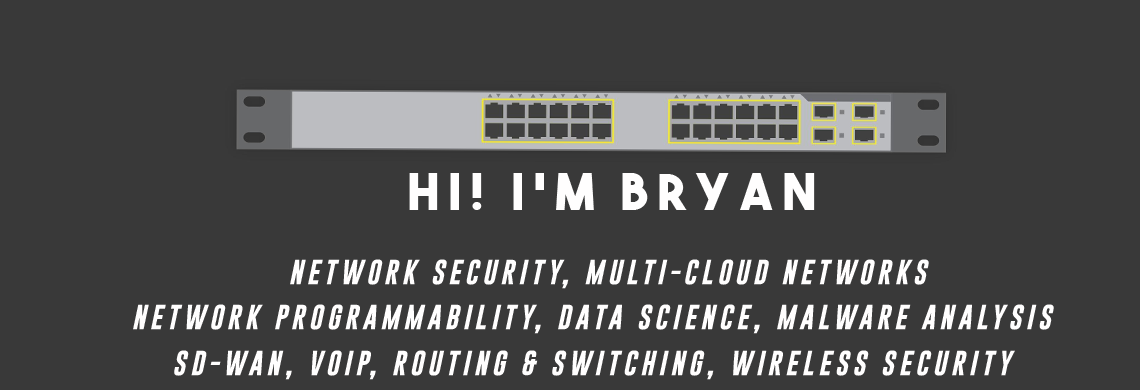 HI! I'M BRYAN
NETWORK SECURITY, MULTI-CLOUD NETWORKS
NETWORK PROGRAMMABILITY, DATA SCIENCE, MALWARE ANALYSIS
SD-WAN, VOIP, ROUTING & SWITCHING, WIRELESS SECURITY